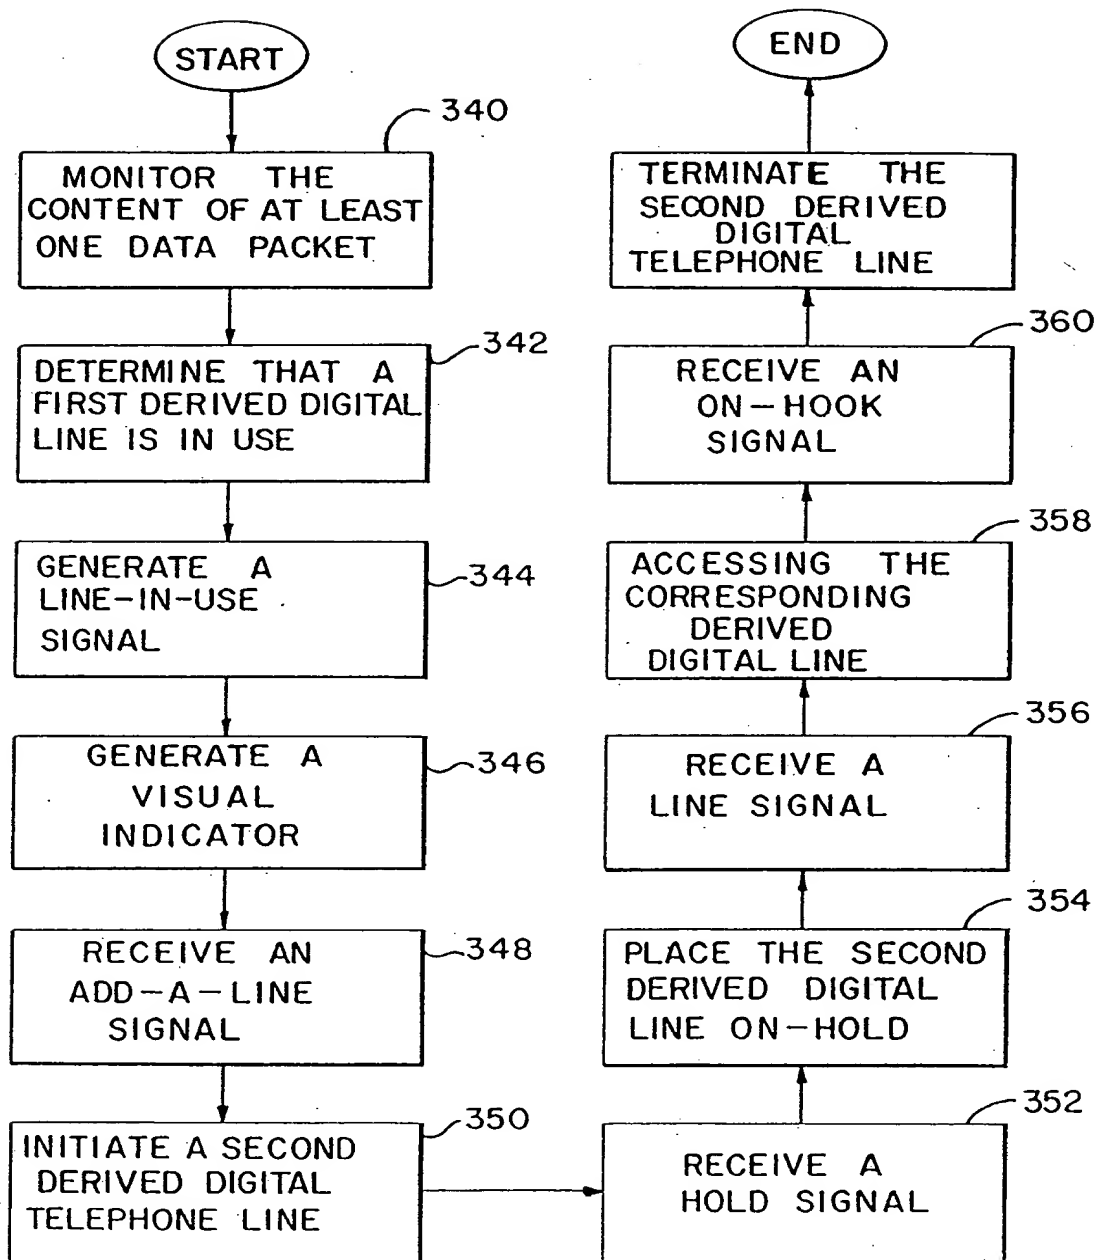 START
340
MONITOR THE
CONTENT OF AT LEAST
ONE DATA PACKET
342
DETERMINE THAT A
FIRST DERIVED DIGITAL
LINE IS IN USE
344
GENERATE A
LINE-IN-USE
SIGNAL
346
GENERATE A
VISUAL
INDICATOR
348
RECEIVE AN
ADD-A-LINE
SIGNAL
350
INITIATE A SECOND
DERIVED DIGITAL
TELEPHONE LINE
352
RECEIVE A
HOLD SIGNAL
354
PLACE THE SECOND
DERIVED DIGITAL
LINE ON-HOLD
356
RECEIVE A
LINE SIGNAL
358
ACCESSING THE
CORRESPONDING
DERIVED
DIGITAL LINE
360
RECEIVE AN
ON-HOOK
SIGNAL
TERMINATE THE
SECOND DERIVED
DIGITAL
TELEPHONE LINE
END